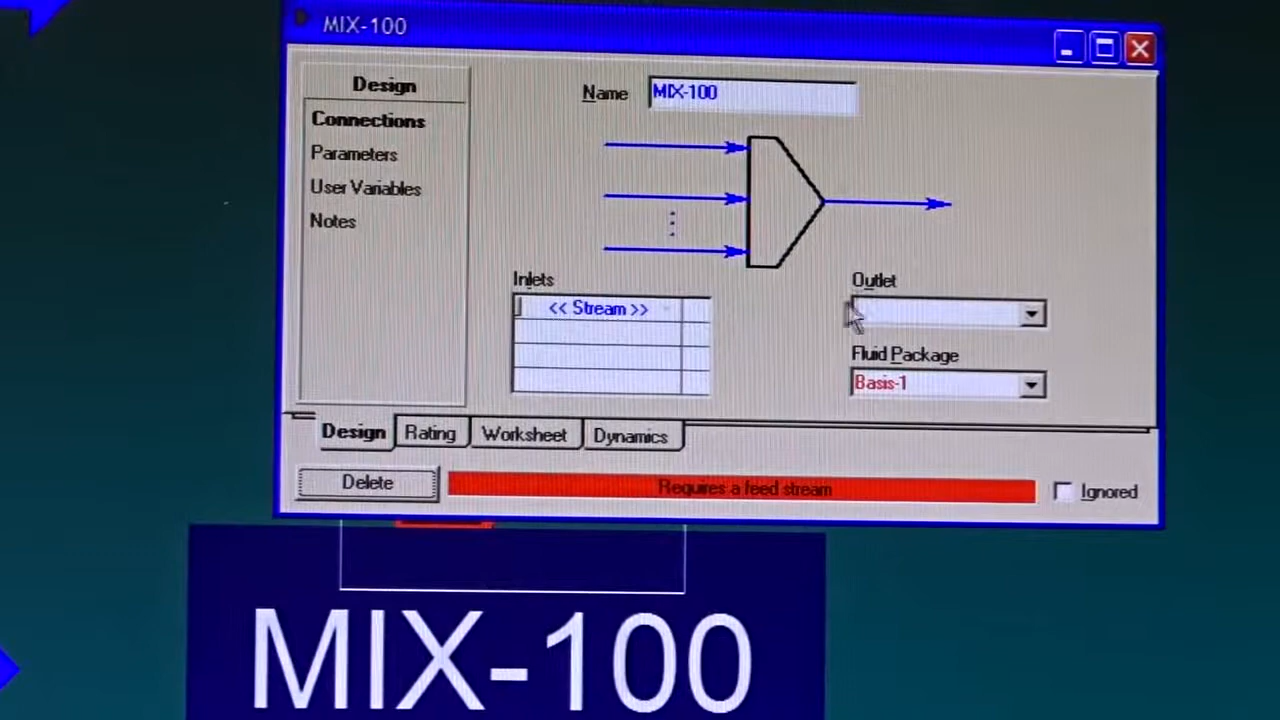 MIX-100
Design
Connections
Parameters
User Variables
Notes
Name MIX-100
Inlets
<< Stream >>
Outlet
Fluid Package
Basis-1
Design Rating Worksheet Dynamics
Delete Requires a feed stream Ignored
MIX-100